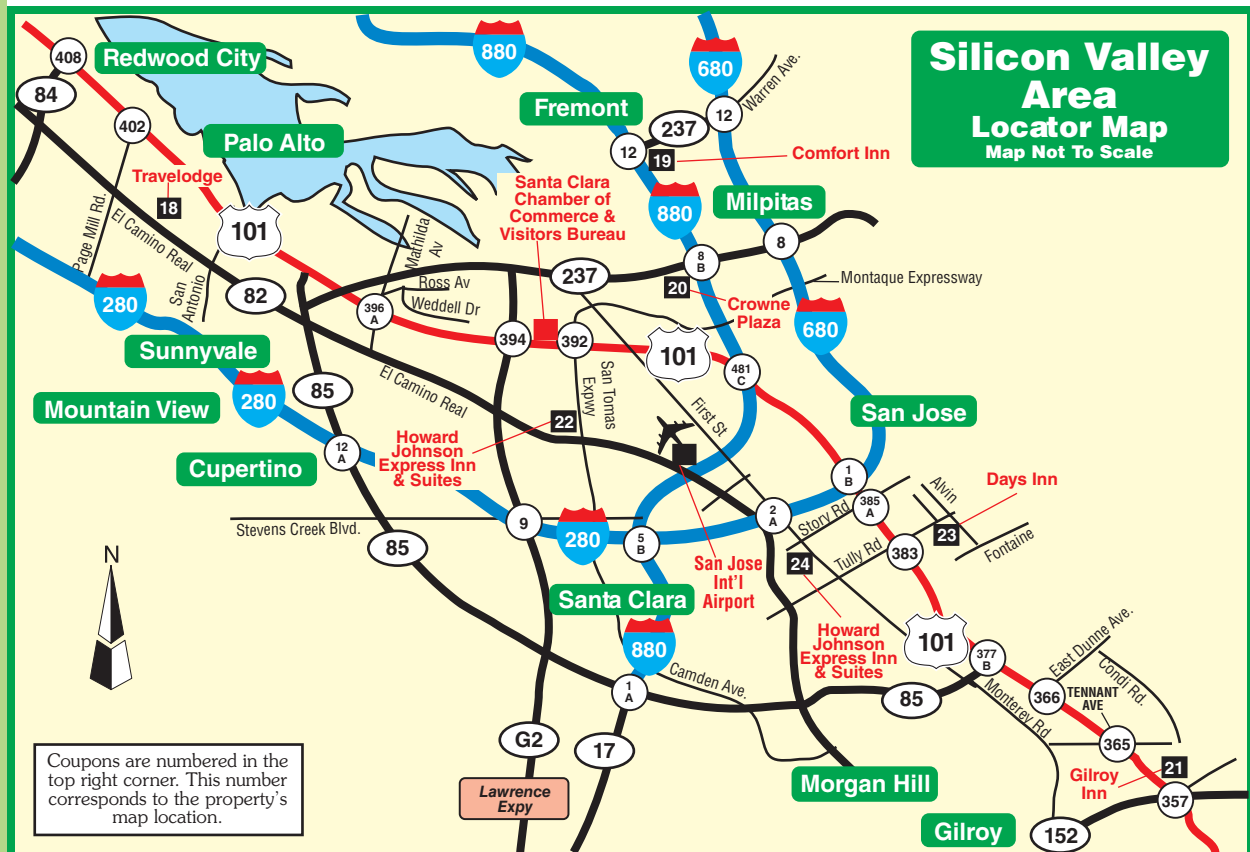 Silicon Valley
Area
Locator Map
Map Not To Scale
408
Redwood City
84
402
Palo Alto
Travelodge
18
Page Mill Rd.
El Camino Real
101
San
Antonio
280
82
Sunnyvale
Mountain View
280
Cupertino
12
A
85
85
Mathilda
Av
Ross Av
Weddell Dr
396
A
El Camino Real
880
680
Warren Ave.
Fremont
237
12
12
19
Comfort Inn
Santa Clara
Chamber of
Commerce &
Visitors Bureau
880
Milpitas
8
8
B
237
20
Crowne
Plaza
Montaque Expressway
680
394
392
101
481
C
San Tomas
Expwy
First St
San Jose
22
Howard
Johnson
Express Inn
& Suites
1
B
385
A
Alvin
Days Inn
23
Fontaine
Story Rd
Tully Rd
383
2
A
9
280
5
B
Stevens Creek Blvd.
San Jose
Int'l
Airport
24
Howard
Johnson
Express Inn
& Suites
Santa Clara
880
1
A
Camden Ave.
85
101
377
B
East Dunne Ave.
Condi Rd.
366
TENNANT
AVE
365
Monterey Rd
N
G2
17
Lawrence
Expy
Morgan Hill
Gilroy
Inn
21
357
Gilroy
152
Coupons are numbered in the
top right corner. This number
corresponds to the property's
map location.